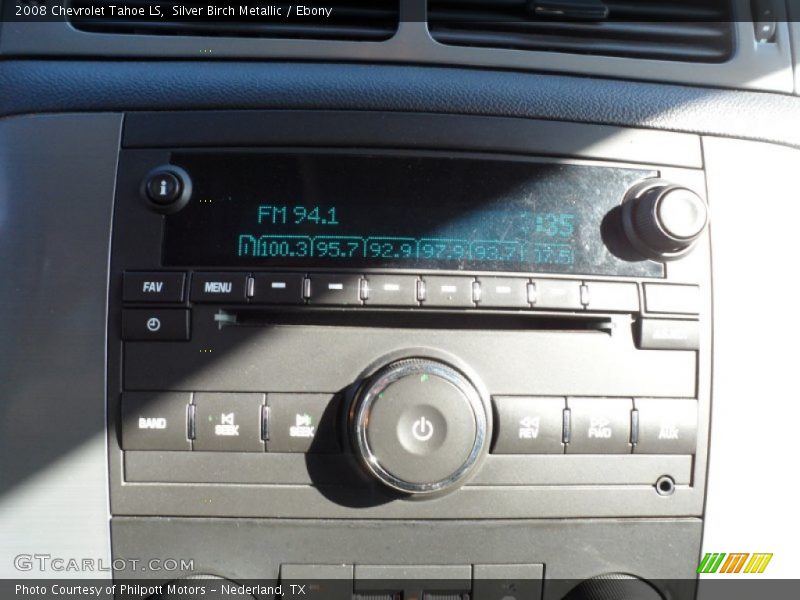 2008 Chevrolet Tahoe LS,  Silver Birch Metallic / Ebony
i
FM 94.1
:35
100.3 95.7 92.9 97.9 93.7
FAV MENU
BAND SEEK SEEK REV FWD AUX
GTCarLot.com
Photo Courtesy of Philpott Motors - Nederland, TX